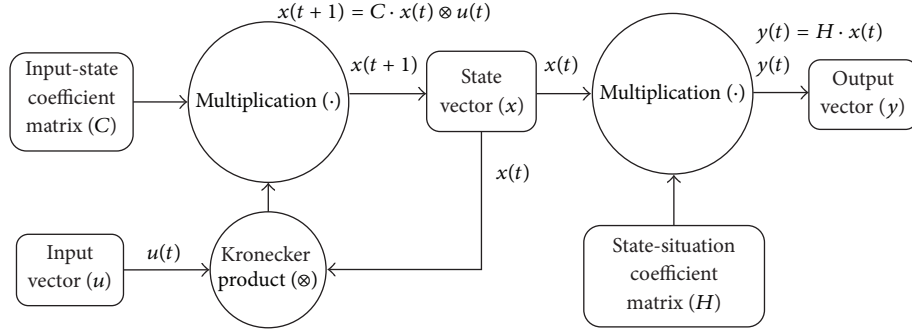 x(t + 1) = C · x(t) ⊗ u(t)
y(t) = H · x(t)
Input-state
coefficient
matrix (C)
Multiplication (·)
x(t + 1)
State
vector (x)
x(t)
Multiplication (·)
y(t)
Output
vector (y)
x(t)
Input
vector (u)
u(t)
Kronecker
product (⊗)
State-situation
coefficient
matrix (H)